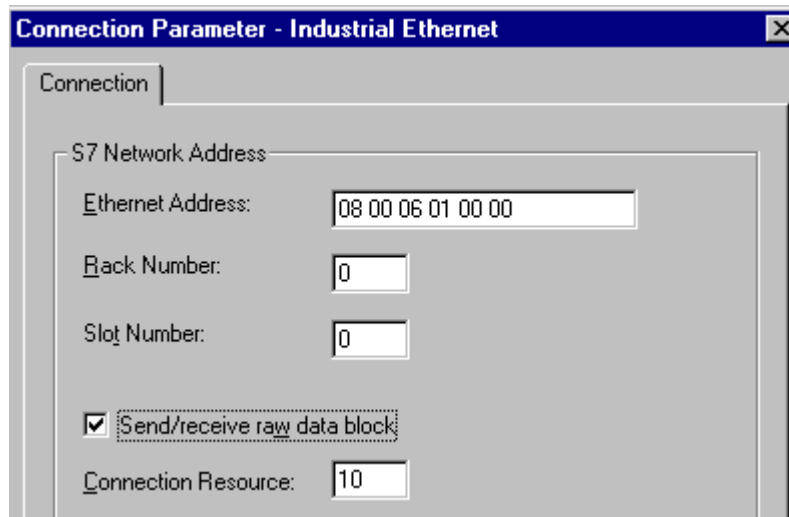 Connection Parameter - Industrial Ethernet
Connection
S7 Network Address
Ethernet Address: 08 00 06 01 00 00
Rack Number: 0
Slot Number: 0
Send/receive raw data block
Connection Resource: 10